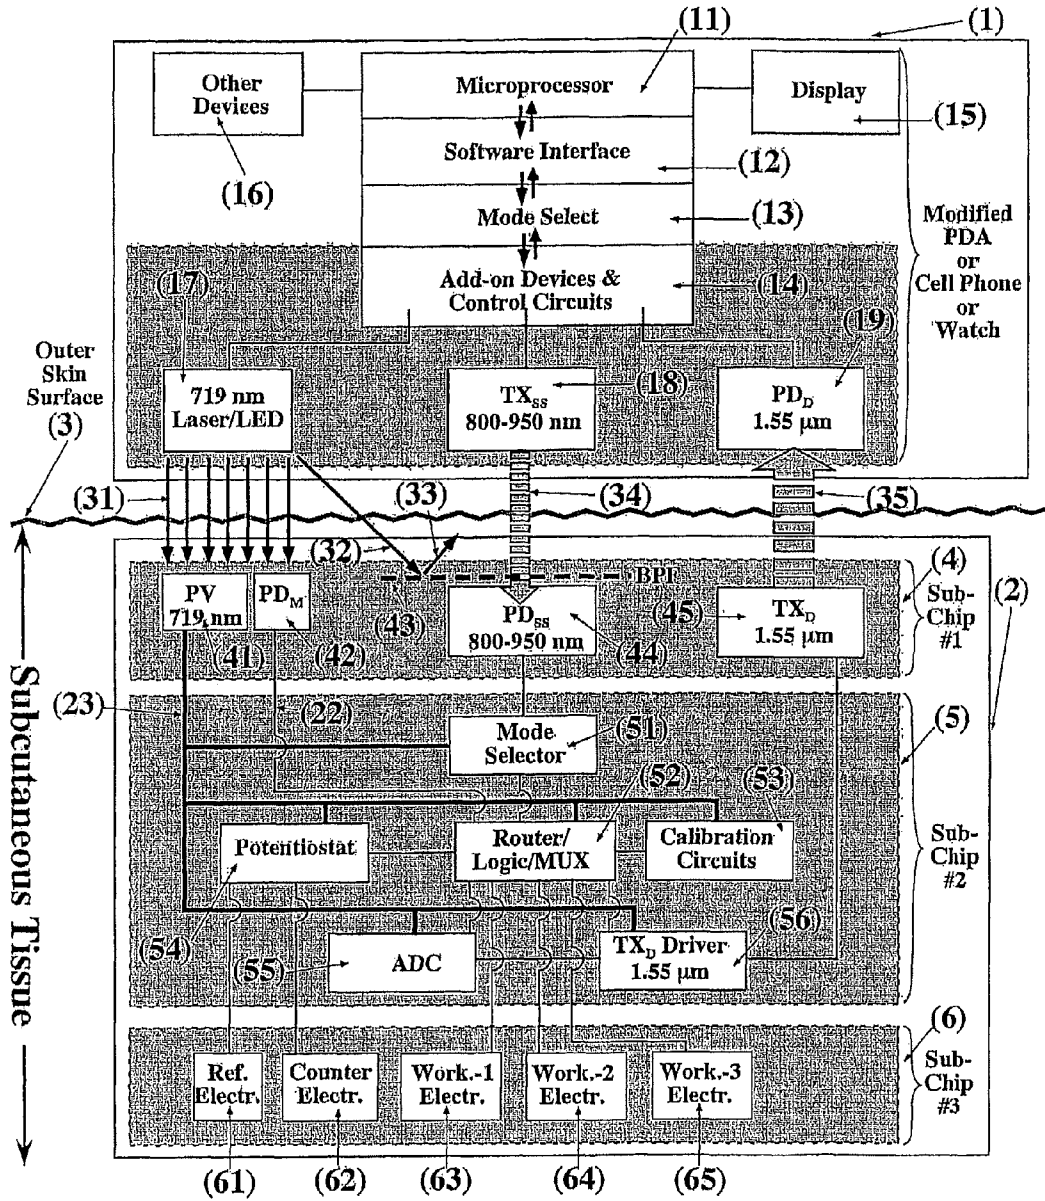 (11)
(1)
Other
Devices
Microprocessor
Display
(15)
Software Interface
(12)
(16)
Mode Select
(13)
Modified
PDA
or
Cell Phone
or
Watch
(17)
Add-on Devices &
Control Circuits
(14)
(19)
Outer
Skin
Surface
(3)
719 nm
Laser/LED
TXSS
800-950 nm
(18)
PDD
1.55 µm
(31)
(33)
(34)
(35)
(32)
BPF
(4)
(2)
PV
719 nm
PDM
(43)
PDSS
800-950 nm
(45)
TXD
1.55 µm
Sub-
Chip
#1
(41)
(42)
(44)
Subcutaneous Tissue
(23)
(22)
Mode
Selector
(51)
(5)
(52)
(53)
Potentiostat
Router/
Logic/MUX
Calibration
Circuits
Sub-
Chip
#2
(54)
(55)
ADC
TXD Driver
1.55 µm
(56)
(6)
Ref.
Electr.
Counter
Electr.
Work.-1
Electr.
Work.-2
Electr.
Work.-3
Electr.
Sub-
Chip
#3
(61)
(62)
(63)
(64)
(65)